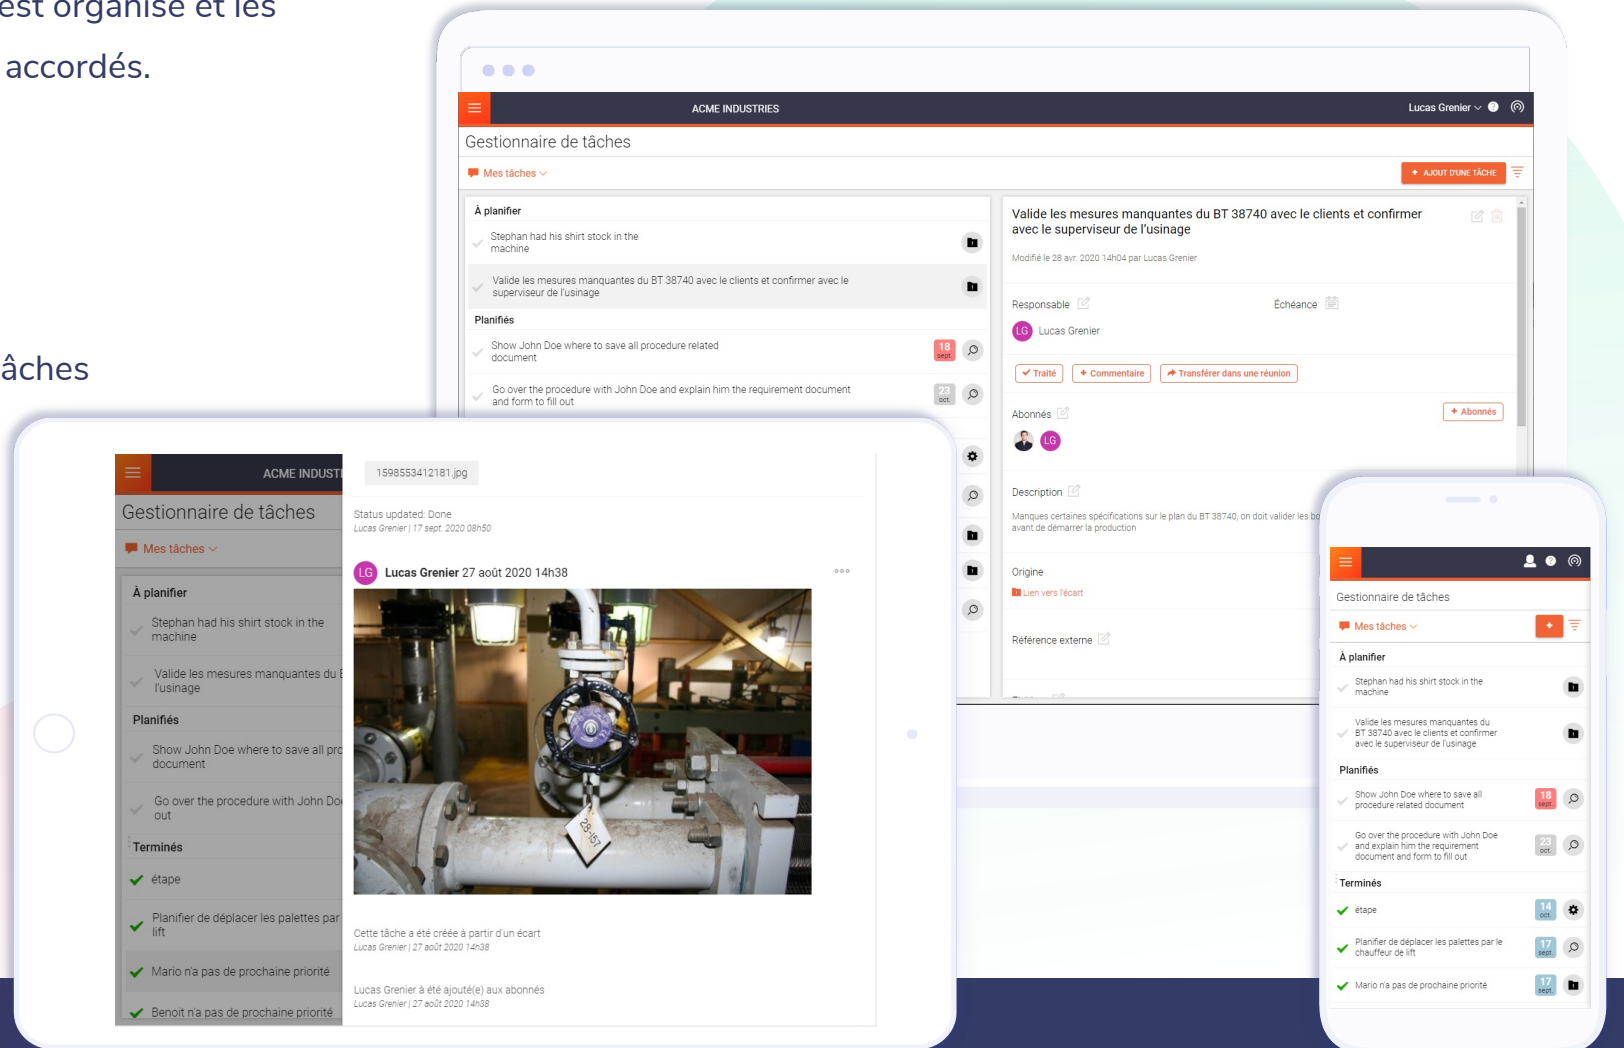 est organisé et les
accordés.
âches
ACME INDUSTRIES
Lucas Grenier
Gestionnaire de tâches
Mes tâches
+ AJOUT D'UNE TÂCHE
À planifier
Stephan had his shirt stock in the
machine
Valide les mesures manquantes du BT 38740 avec le clients et confirmer avec le
superviseur de l'usinage
Planifiés
Show John Doe where to save all procedure related
document
18
sept.
Go over the procedure with John Doe and explain him the requirement document
and form to fill out
23
oct.
Valide les mesures manquantes du BT 38740 avec le clients et confirmer
avec le superviseur de l'usinage
Modifié le 28 avr. 2020 14h04 par Lucas Grenier
Responsable
Échéance
LG Lucas Grenier
Traité
+ Commentaire
Transférer dans une réunion
Abonnés
+ Abonnés
LG
Description
Manques certaines spécifications sur le plan du BT 38740, on doit valider les bo
avant de démarrer la production
Origine
Lien vers l'écart
Référence externe
ACME INDUSTI
Gestionnaire de tâches
Mes tâches
À planifier
Stephan had his shirt stock in the
machine
Valide les mesures manquantes du
l'usinage
Planifiés
Show John Doe where to save all pro
document
Go over the procedure with John Do
out
Terminés
étape
Planifier de déplacer les palettes par
lift
Mario n'a pas de prochaine priorité
Benoit n'a pas de prochaine priorité
1598553412181.jpg
Status updated: Done
Lucas Grenier | 17 sept. 2020 08h50
LG Lucas Grenier 27 août 2020 14h38
28-157
Cette tâche a été créée à partir d'un écart
Lucas Grenier | 27 août 2020 14h38
Lucas Grenier à été ajouté(e) aux abonnés
Lucas Grenier | 27 août 2020 14h38
Gestionnaire de tâches
Mes tâches
+
À planifier
Stephan had his shirt stock in the
machine
Valide les mesures manquantes du
BT 38740 avec le clients et confirmer
avec le superviseur de l'usinage
Planifiés
Show John Doe where to save all
procedure related document
18
sept.
Go over the procedure with John Doe
and explain him the requirement
document and form to fill out
23
oct.
Terminés
étape
14
oct.
Planifier de déplacer les palettes par le
chauffeur de lift
17
sept.
Mario n'a pas de prochaine priorité
17
sept.